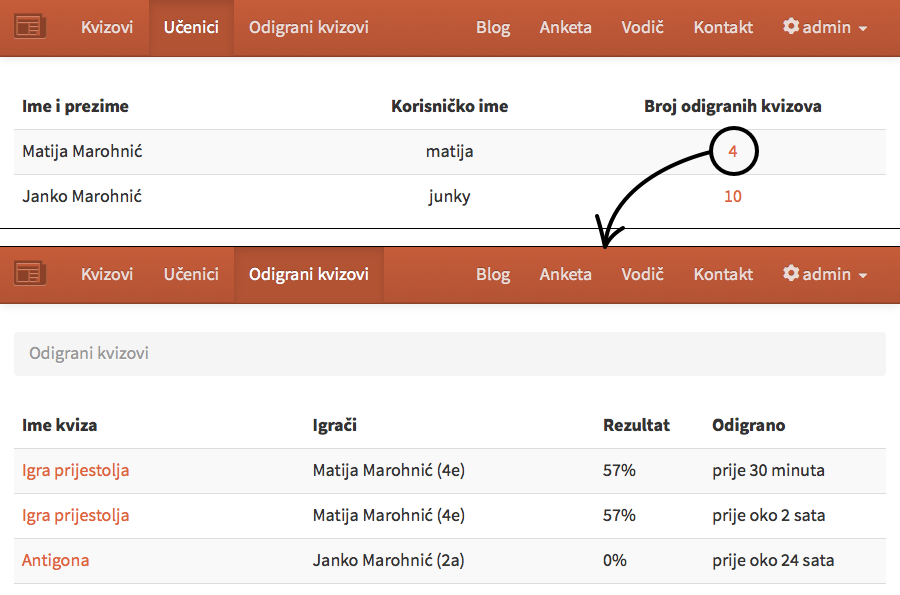 Kvizovi Učenici Odigrani kvizovi Blog Anketa Vodič Kontakt admin
Ime i prezime Korisničko ime Broj odigranih kvizova
Matija Marohnić matija 4
Janko Marohnić junky 10
Kvizovi Učenici Odigrani kvizovi Blog Anketa Vodič Kontakt admin
Odigrani kvizovi
Ime kviza Igrači Rezultat Odigrano
Igra prijestolja Matija Marohnić (4e) 57% prije 30 minuta
Igra prijestolja Matija Marohnić (4e) 57% prije oko 2 sata
Antigona Janko Marohnić (2a) 0% prije oko 24 sata